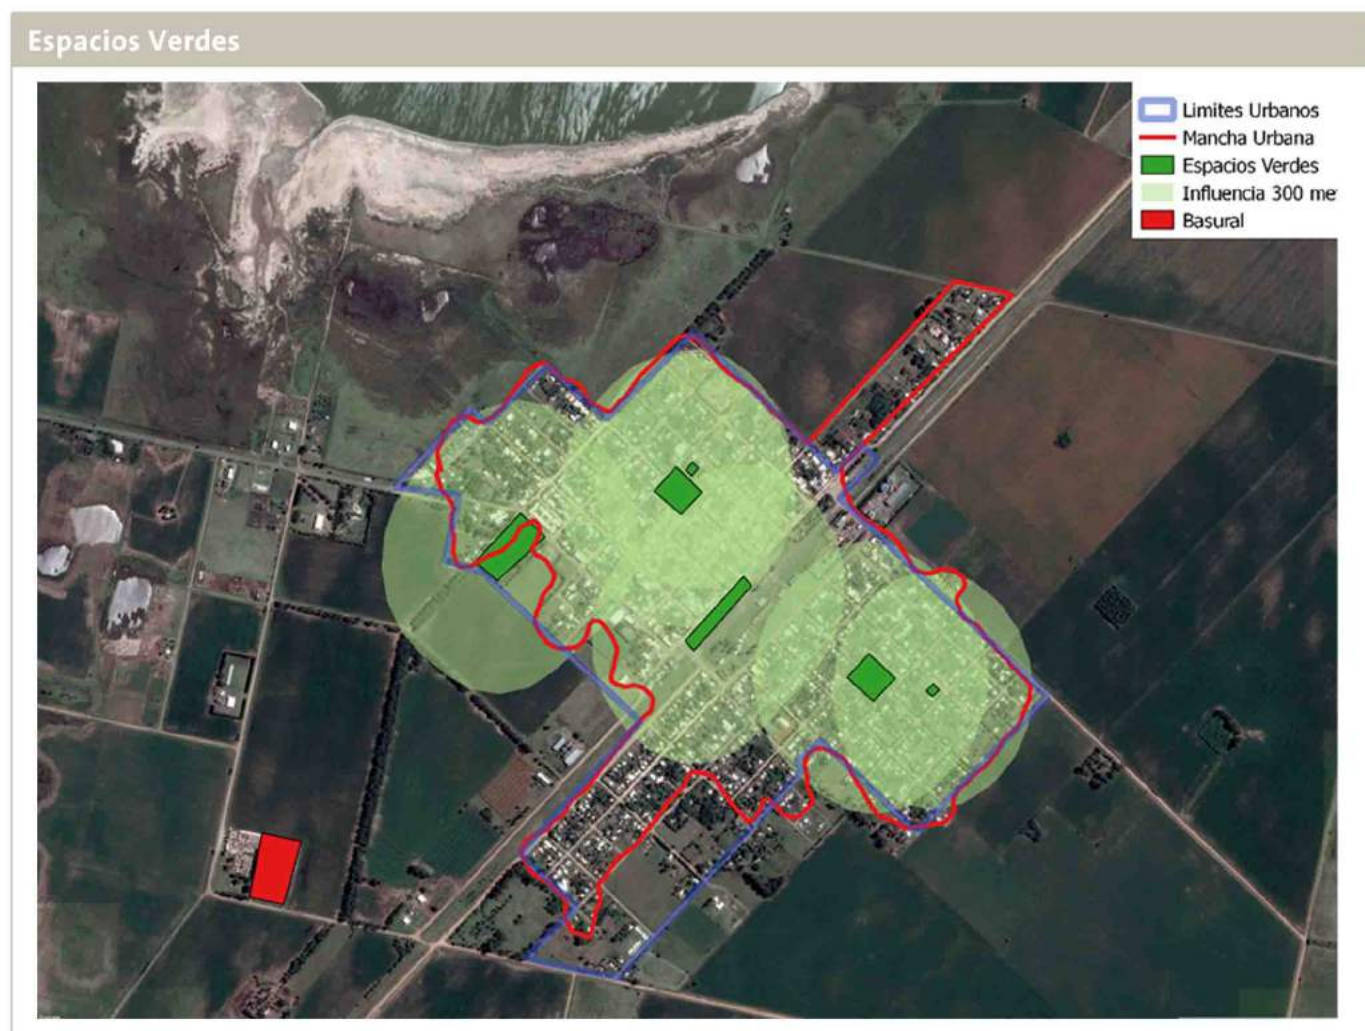 Espacios Verdes
Limites Urbanos
Mancha Urbana
Espacios Verdes
Influencia 300 me
Basural